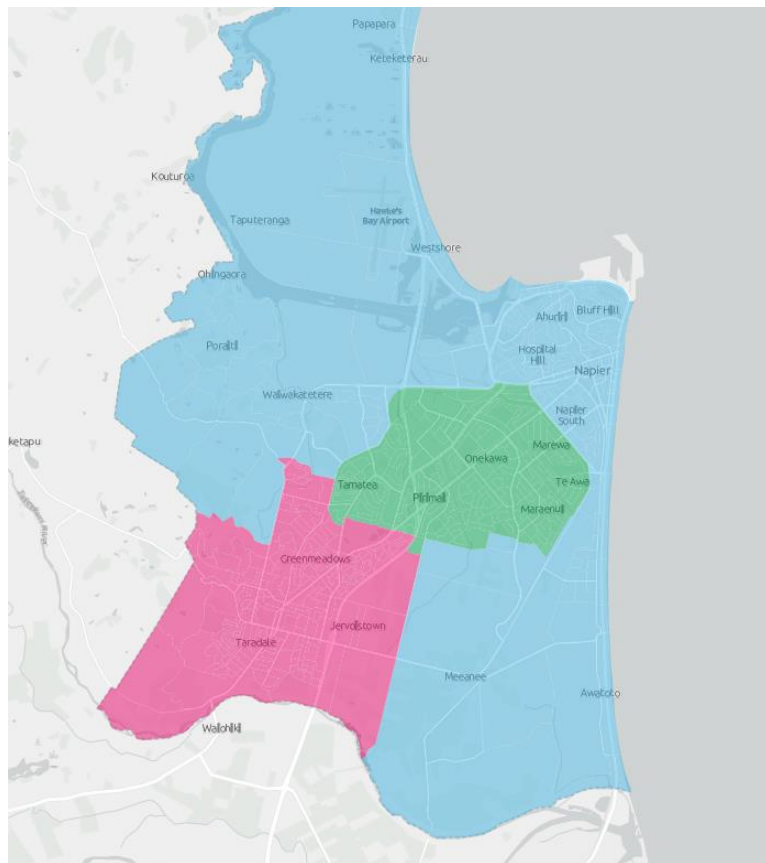 Papapara
Keteketerau
Kouturoa
Taputeranga
Hawke's
Bay Airport
Westshore
Ohingaora
Bluff Hill
Ahuriri
Poraiti
Hospital
Hill
Napier
Waiwakatetere
Napier
South
Marewa
ketapu
Onekawa
Tamatea
Te Awa
Pirimai
Maraenui
Greenmeadows
Jervoistown
Taradale
Meeanee
Awatoto
Waiohiki